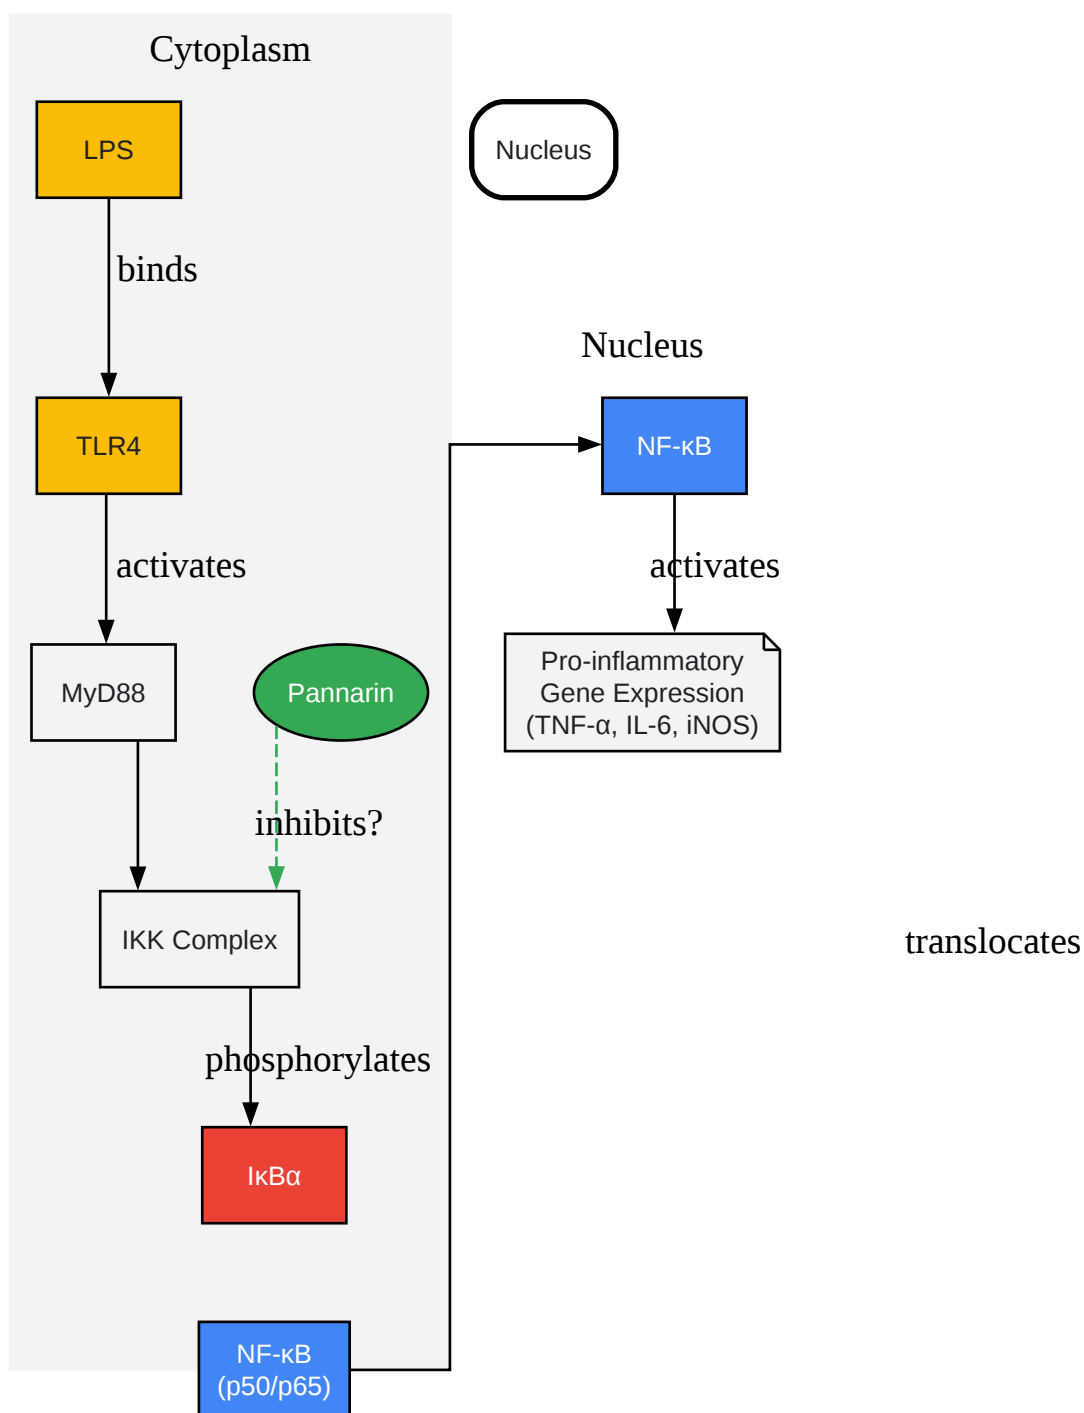 Cytoplasm
LPS
Nucleus
binds
Nucleus
TLR4
NF-κB
activates
activates
MyD88
Pannarin
Pro-inflammatory
Gene Expression
(TNF-α, IL-6, iNOS)
inhibits?
IKK Complex
translocates
phosphorylates
IκBα
NF-κB
(p50/p65)